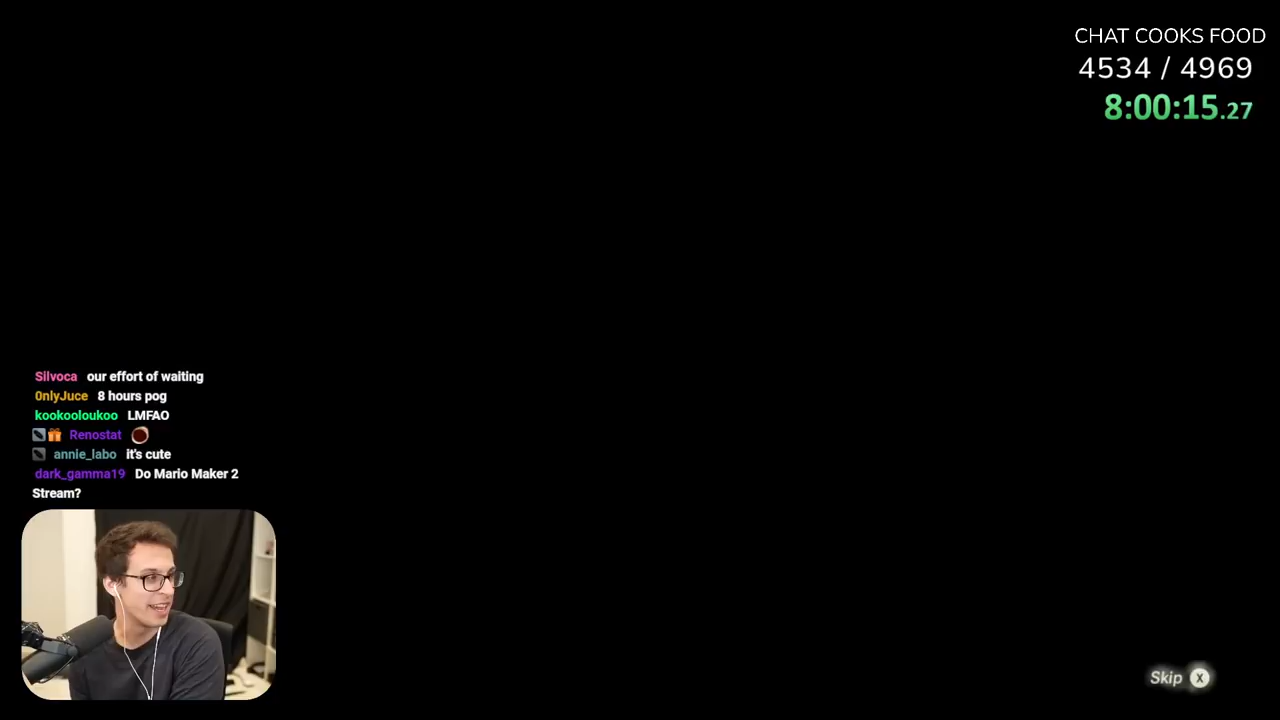 CHAT COOKS FOOD
4534 / 4969
8:00:15.27
Silvoca our effort of waiting
0nlyJuce 8 hours pog
kookooloukoo LMFAO
Renostat
annie_labo it's cute
dark_gamma19 Do Mario Maker 2
Stream?
Skip X